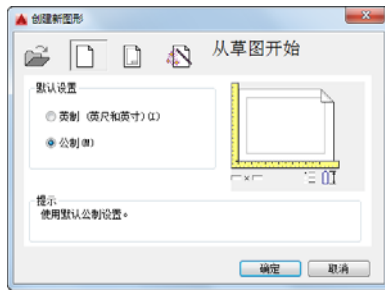 创建新图形
从草图开始
默认设置
英制 (英尺和英寸)(I)
公制(M)
提示
使用默认公制设置。
确定
取消